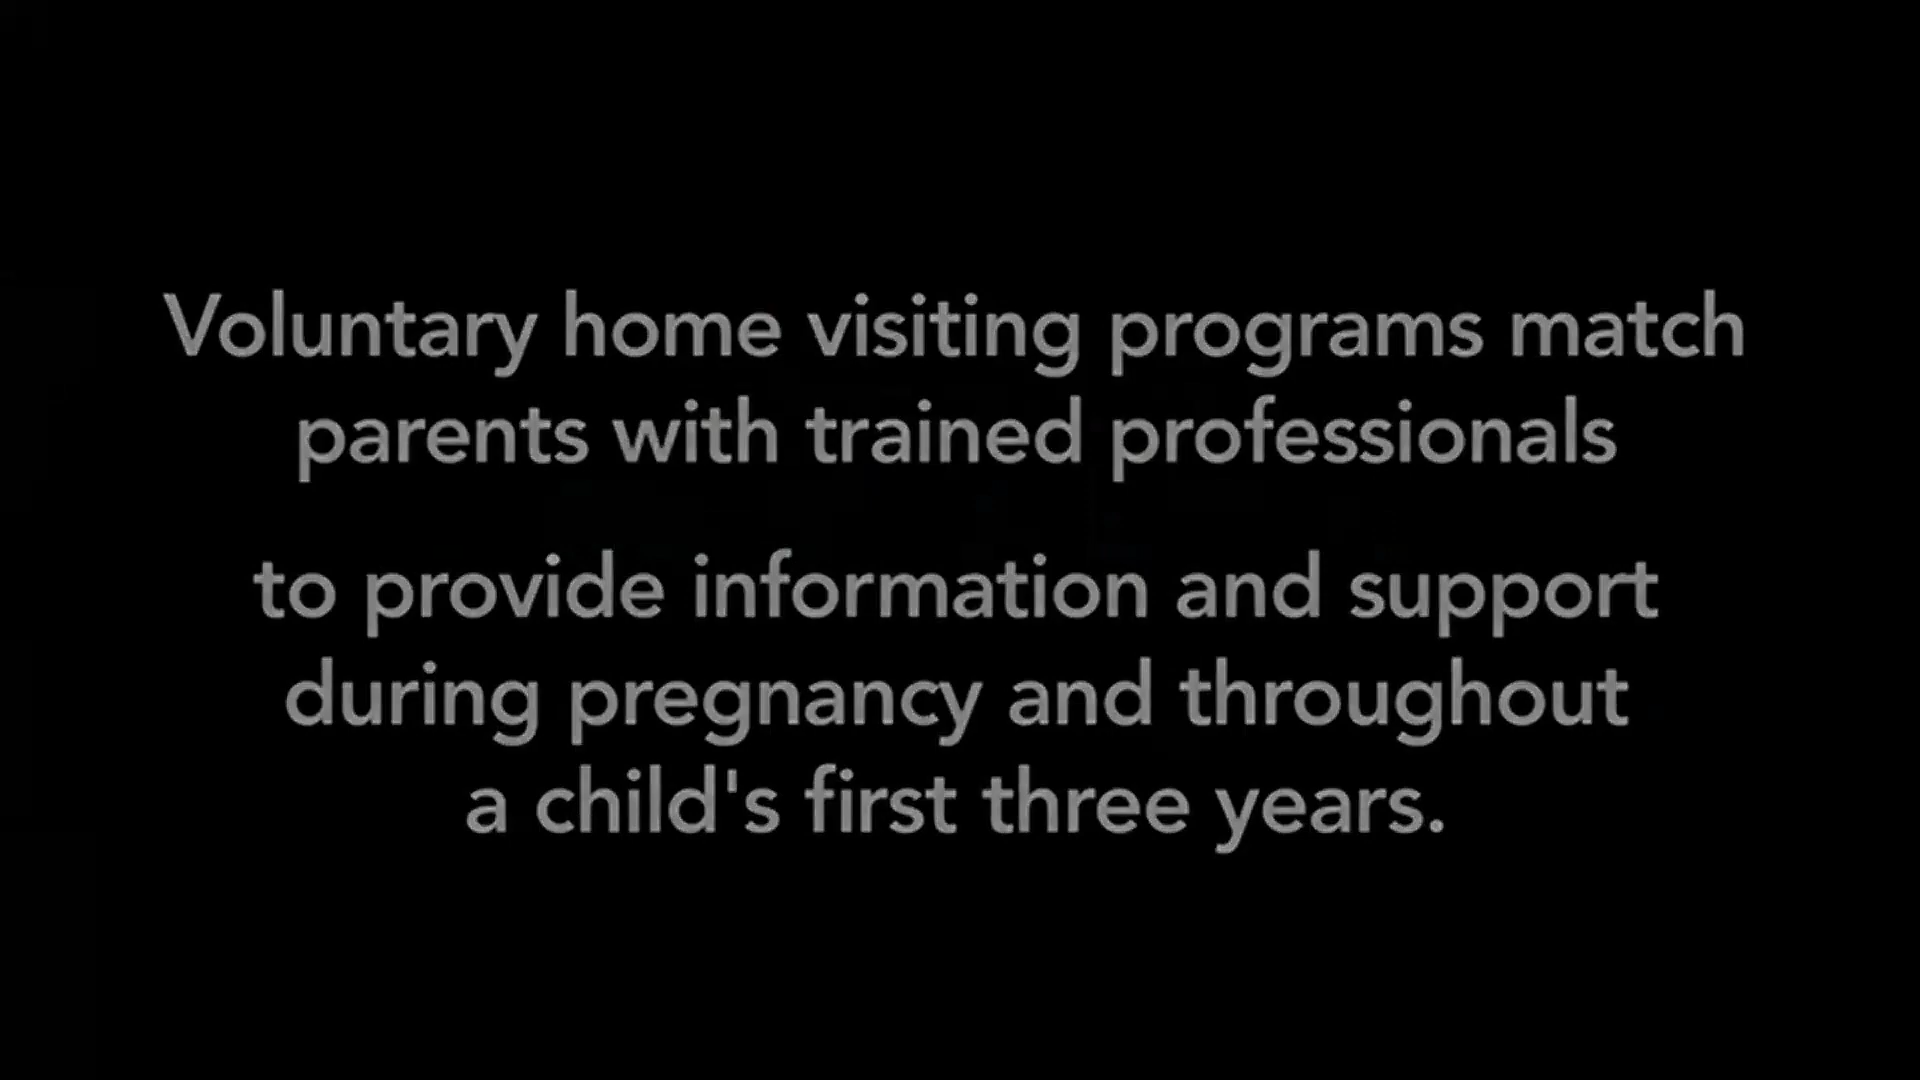 Voluntary home visiting programs match
parents with trained professionals
to provide information and support
during pregnancy and throughout
a child's first three years.